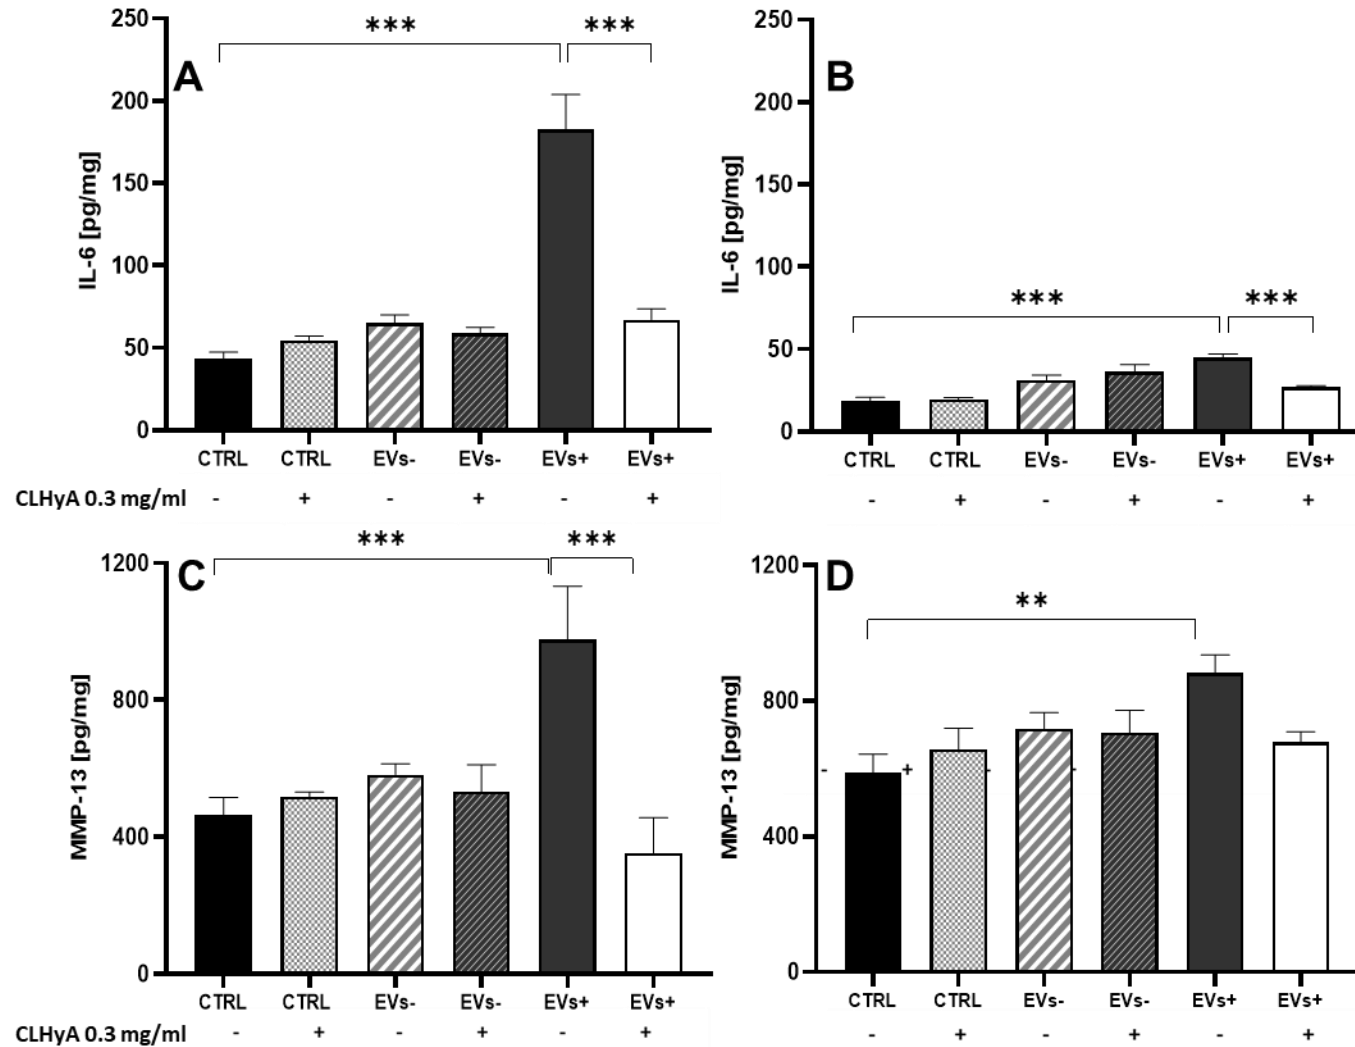 A
IL-6 [pg/mg]
250
200
150
100
50
0
***
***
CTRL CTRL EVs- EVs- EVs+ EVs+
CLHyA 0.3 mg/ml - + - + - +
B
IL-6 [pg/mg]
250
200
150
100
50
0
***
***
CTRL CTRL EVs- EVs- EVs+ EVs+
- + - + - +
C
MMP-13 [pg/mg]
1200
800
400
0
***
***
CTRL CTRL EVs- EVs- EVs+ EVs+
CLHyA 0.3 mg/ml - + - + - +
D
MMP-13 [pg/mg]
1200
800
400
0
**
- + - -
CTRL CTRL EVs- EVs- EVs+ EVs+
- + - + - +